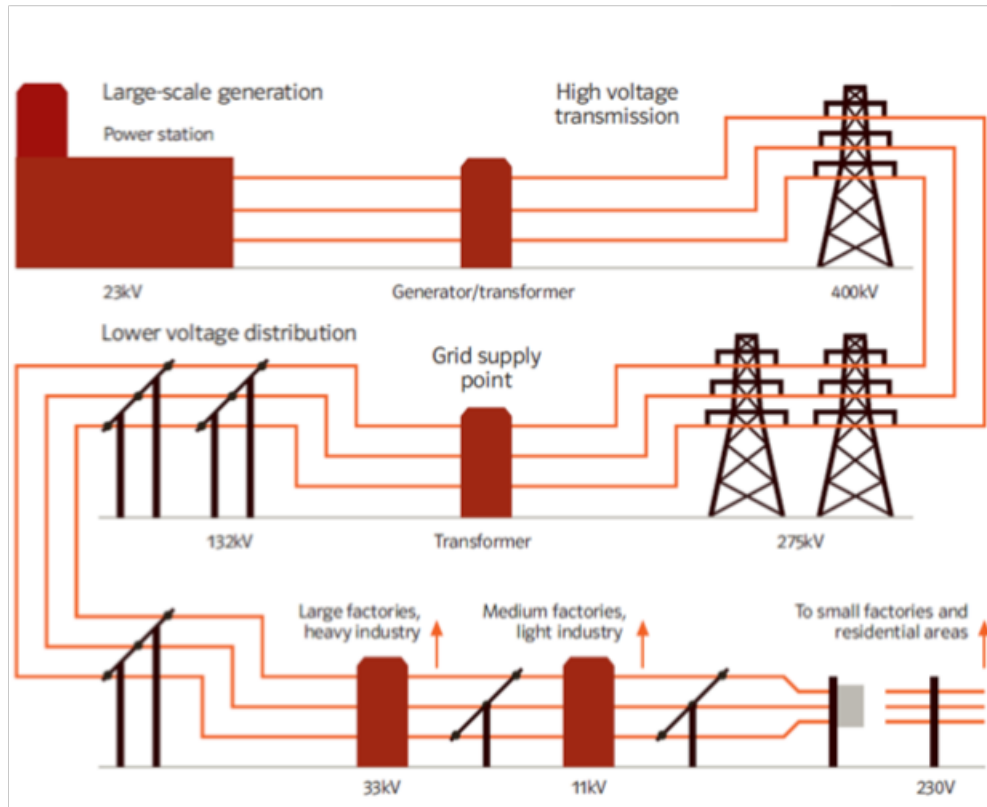 Large-scale generation
High voltage
transmission
Power station
23kV
Generator/transformer
400kV
Lower voltage distribution
Grid supply
point
132kV
Transformer
275kV
Large factories,
heavy industry
Medium factories,
light industry
To small factories and
residential areas
33kV
11kV
230V